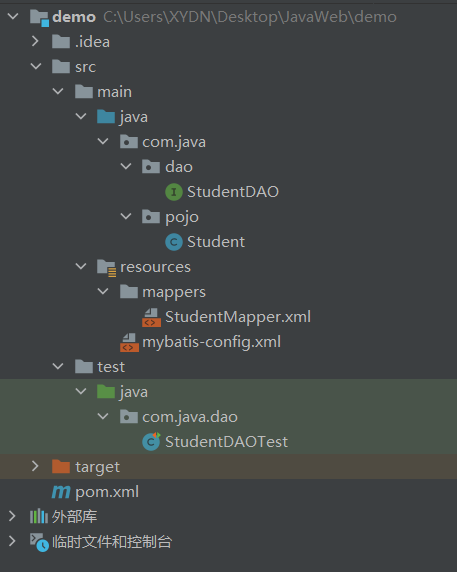 demo C:\Users\XYDN\Desktop\JavaWeb\demo
.idea
src
main
java
com.java
dao
I StudentDAO
pojo
C Student
resources
mappers
StudentMapper.xml
mybatis-config.xml
test
java
com.java.dao
C StudentDAOTest
target
m pom.xml
外部库
临时文件和控制台